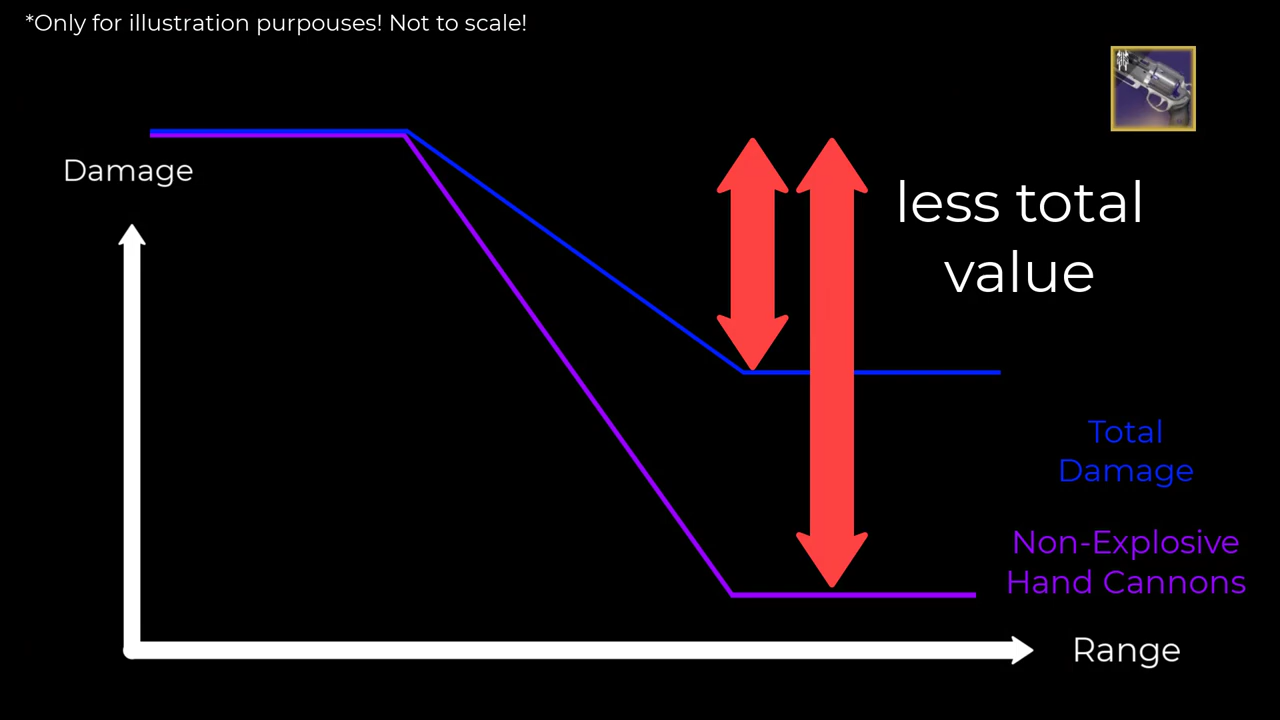 *Only for illustration purpouses! Not to scale!
Damage
less total
value
Total
Damage
Non-Explosive
Hand Cannons
Range